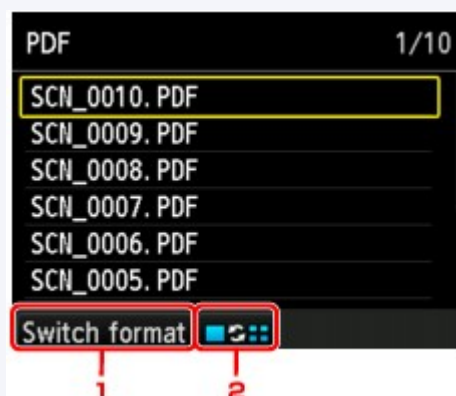 PDF 1/10
SCN_0010.PDF
SCN_0009.PDF
SCN_0008.PDF
SCN_0007.PDF
SCN_0006.PDF
SCN_0005.PDF
Switch format
1 2